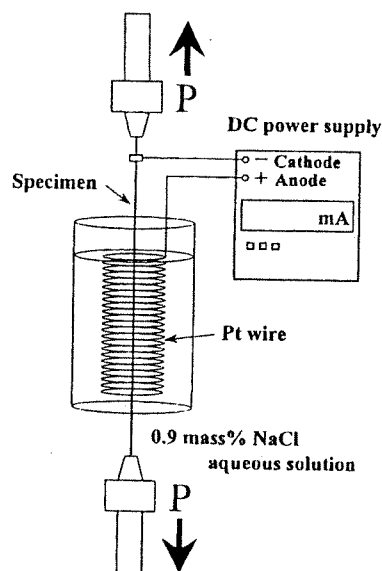 P
DC power supply
− Cathode
+ Anode
Specimen
mA
Pt wire
0.9 mass% NaCl
aqueous solution
P